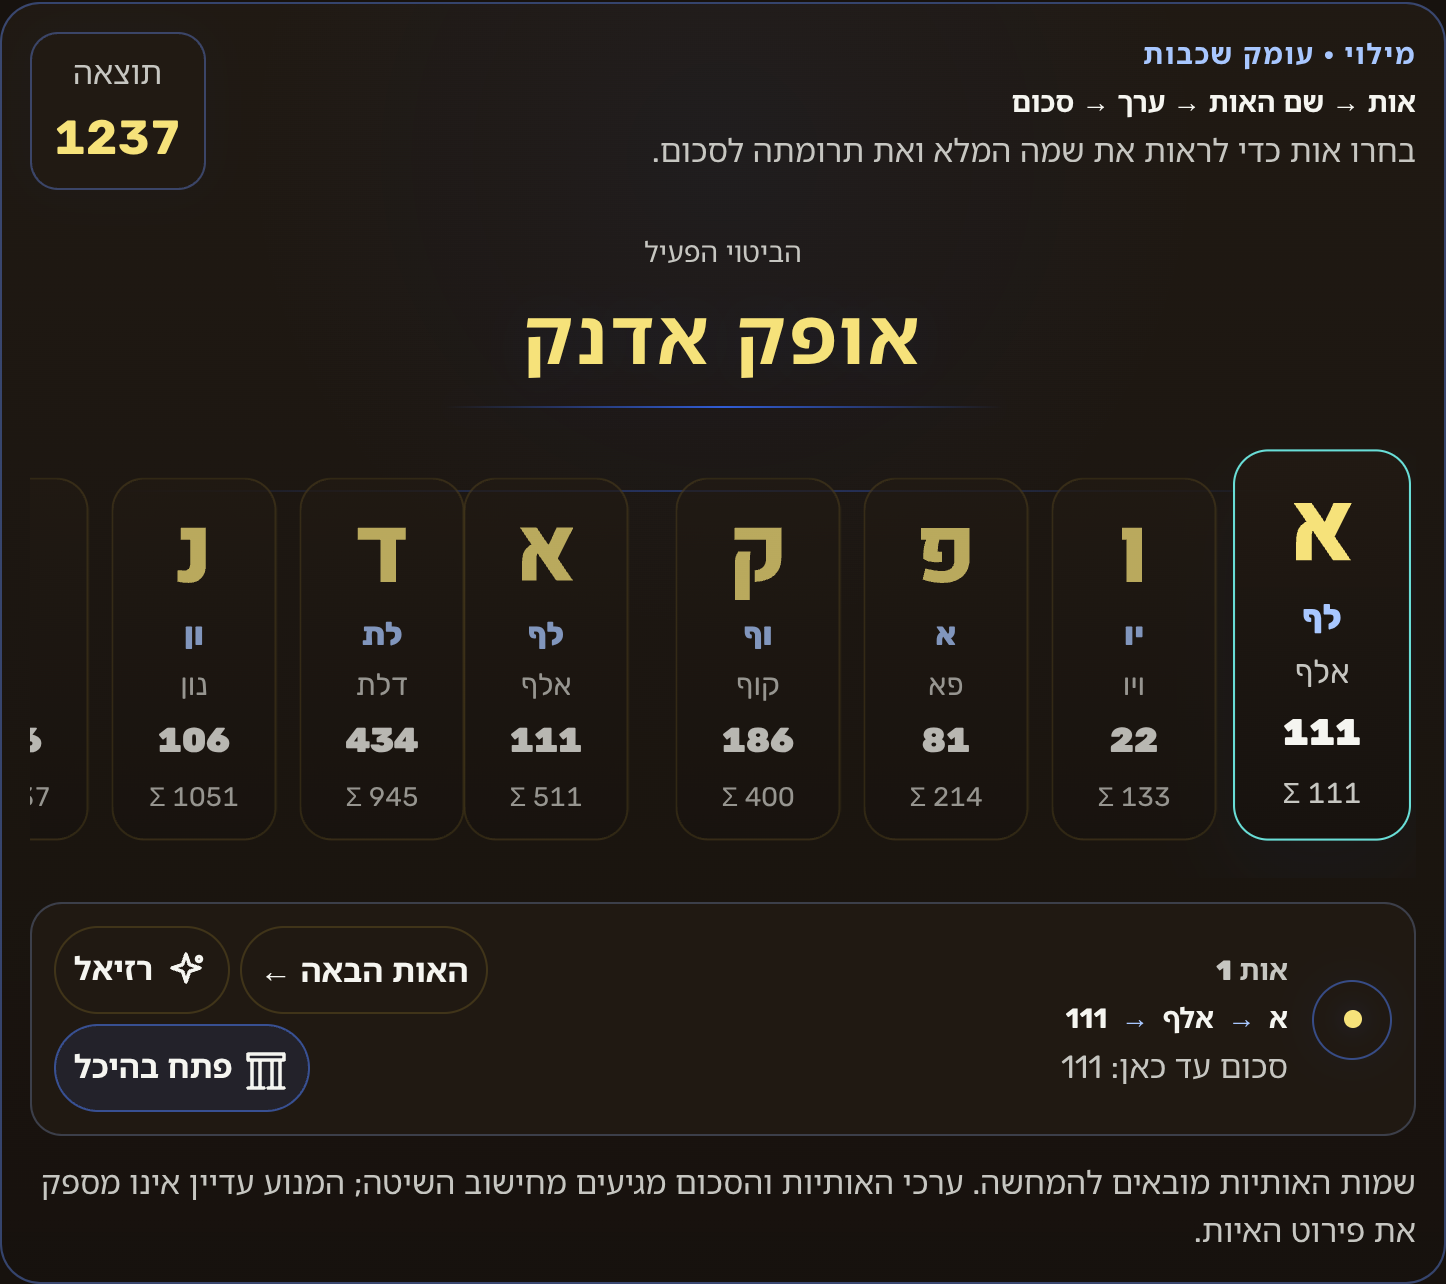 מילוי • עומק שכבות
אות → שם האות → ערך → סכום
בחרו אות כדי לראות את שמה המלא ואת תרומתה לסכום.
תוצאה
1237
הביטוי הפעיל
אופק אדנק
א
לף
אלף
111
Σ 111
ו
יו
ויו
22
Σ 133
פ
א
פא
81
Σ 214
ק
וף
קוף
186
Σ 400
א
לף
אלף
111
Σ 511
ד
לת
דלת
434
Σ 945
נ
ון
נון
106
Σ 1051
אות 1
א → אלף → 111
סכום עד כאן: 111
האות הבאה ←
רזיאל
פתח בהיכל
שמות האותיות מובאים להמחשה. ערכי האותיות והסכום מגיעים מחישוב השיטה; המנוע עדיין אינו מספק
את פירוט האיות.